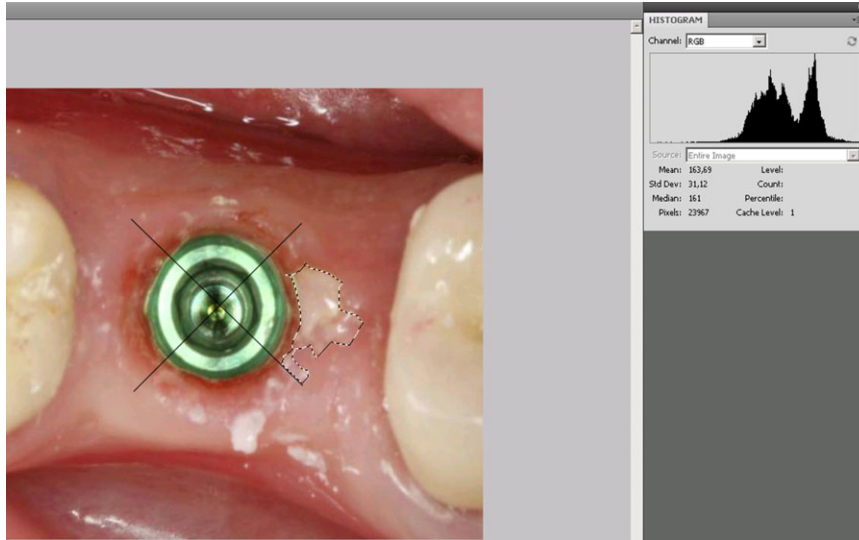 HISTOGRAM
Channel: RGB
Source: Entire Image
Mean: 163,69 Level:
Std Dev: 31,12 Count:
Median: 161 Percentile:
Pixels: 23967 Cache Level: 1